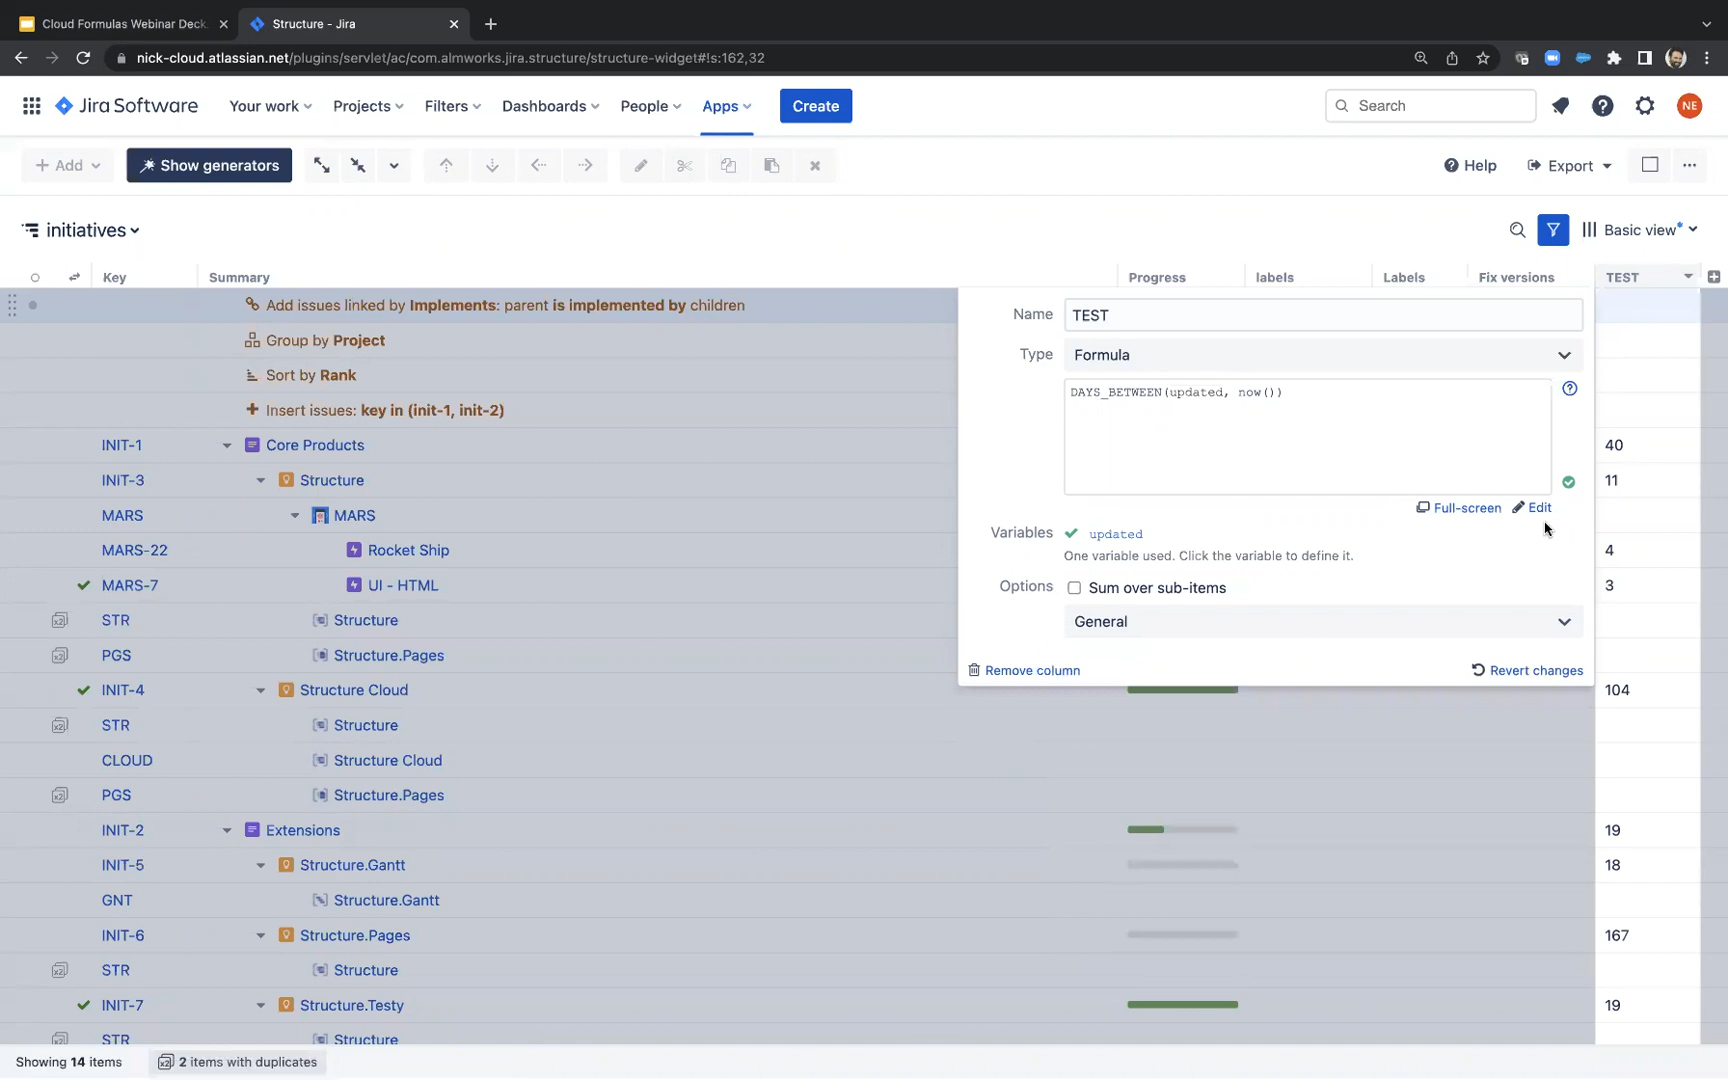 Cloud Formulas Webinar Deck
Structure - Jira
nick-cloud.atlassian.net/plugins/servlet/ac/com.almworks.jira.structure/structure-widget#!s:162,32
Jira Software
Your work
Projects
Filters
Dashboards
People
Apps
Create
Search
NE
Add
Show generators
Help
Export
initiatives
Basic view
Key
Summary
Progress
labels
Labels
Fix versions
TEST
Add issues linked by Implements: parent is implemented by children
Group by Project
Sort by Rank
Insert issues: key in (init-1, init-2)
Name
TEST
Type
Formula
DAYS_BETWEEN(updated, now())
Full-screen
Edit
Variables
updated
One variable used. Click the variable to define it.
Options
Sum over sub-items
General
Remove column
Revert changes
INIT-1 Core Products 40
INIT-3 Structure 11
MARS MARS
MARS-22 Rocket Ship 4
MARS-7 UI - HTML 3
x2 STR Structure
x2 PGS Structure.Pages
INIT-4 Structure Cloud 104
x2 STR Structure
CLOUD Structure Cloud
x2 PGS Structure.Pages
INIT-2 Extensions 19
INIT-5 Structure.Gantt 18
GNT Structure.Gantt
INIT-6 Structure.Pages 167
x2 STR Structure
INIT-7 Structure.Testy 19
x2 STR Structure
Showing 14 items
x2 2 items with duplicates